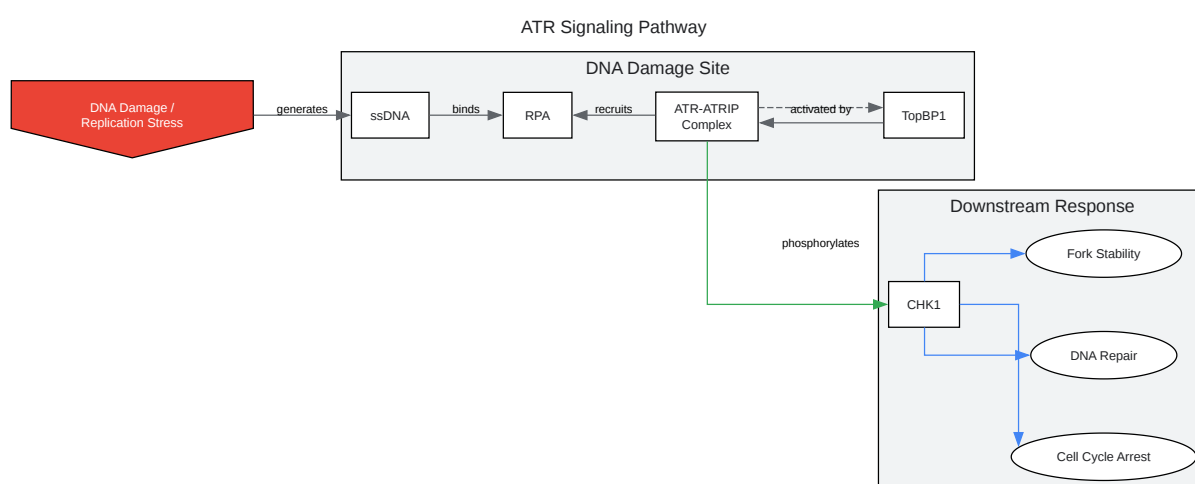 ATR Signaling Pathway
DNA Damage Site
DNA Damage /
Replication Stress
generates
ssDNA
binds
RPA
recruits
ATR-ATRIP
Complex
activated by
TopBP1
Downstream Response
phosphorylates
Fork Stability
CHK1
DNA Repair
Cell Cycle Arrest